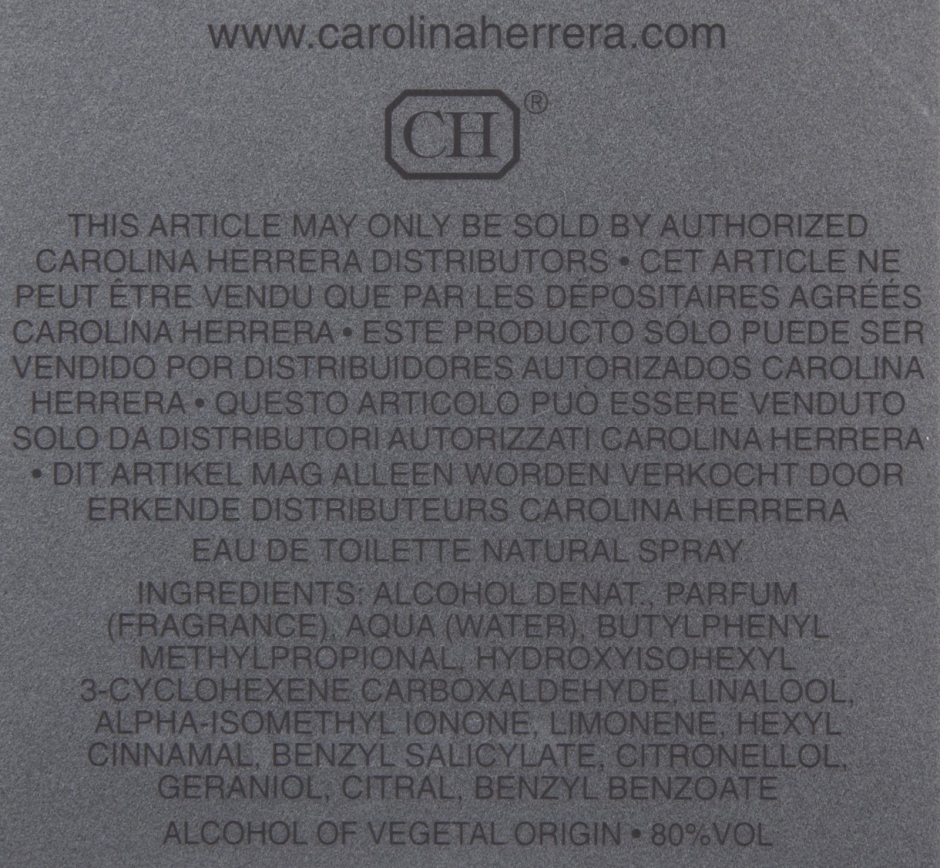 www.carolinaherrera.com
CH®
THIS ARTICLE MAY ONLY BE SOLD BY AUTHORIZED
CAROLINA HERRERA DISTRIBUTORS • CET ARTICLE NE
PEUT ÊTRE VENDU QUE PAR LES DÉPOSITAIRES AGRÉÉS
CAROLINA HERRERA • ESTE PRODUCTO SÓLO PUEDE SER
VENDIDO POR DISTRIBUIDORES AUTORIZADOS CAROLINA
HERRERA • QUESTO ARTICOLO PUÒ ESSERE VENDUTO
SOLO DA DISTRIBUTORI AUTORIZZATI CAROLINA HERRERA
• DIT ARTIKEL MAG ALLEEN WORDEN VERKOCHT DOOR
ERKENDE DISTRIBUTEURS CAROLINA HERRERA
EAU DE TOILETTE NATURAL SPRAY.
INGREDIENTS: ALCOHOL DENAT., PARFUM
(FRAGRANCE), AQUA (WATER), BUTYLPHENYL
METHYLPROPIONAL, HYDROXYISOHEXYL
3-CYCLOHEXENE CARBOXALDEHYDE, LINALOOL,
ALPHA-ISOMETHYL IONONE, LIMONENE, HEXYL
CINNAMAL, BENZYL SALICYLATE, CITRONELLOL,
GERANIOL, CITRAL, BENZYL BENZOATE
ALCOHOL OF VEGETAL ORIGIN • 80%VOL